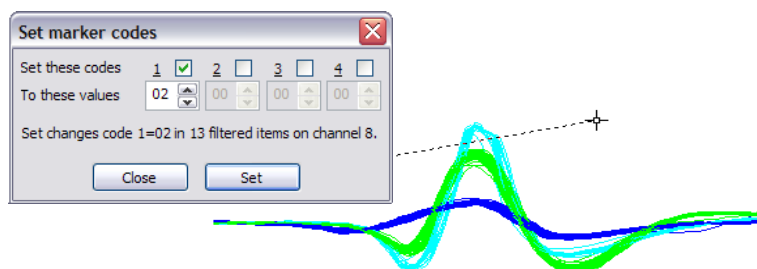 Set marker codes
Set these codes 1 2 3 4
To these values 02 00 00 00
Set changes code 1=02 in 13 filtered items on channel 8.
Close Set